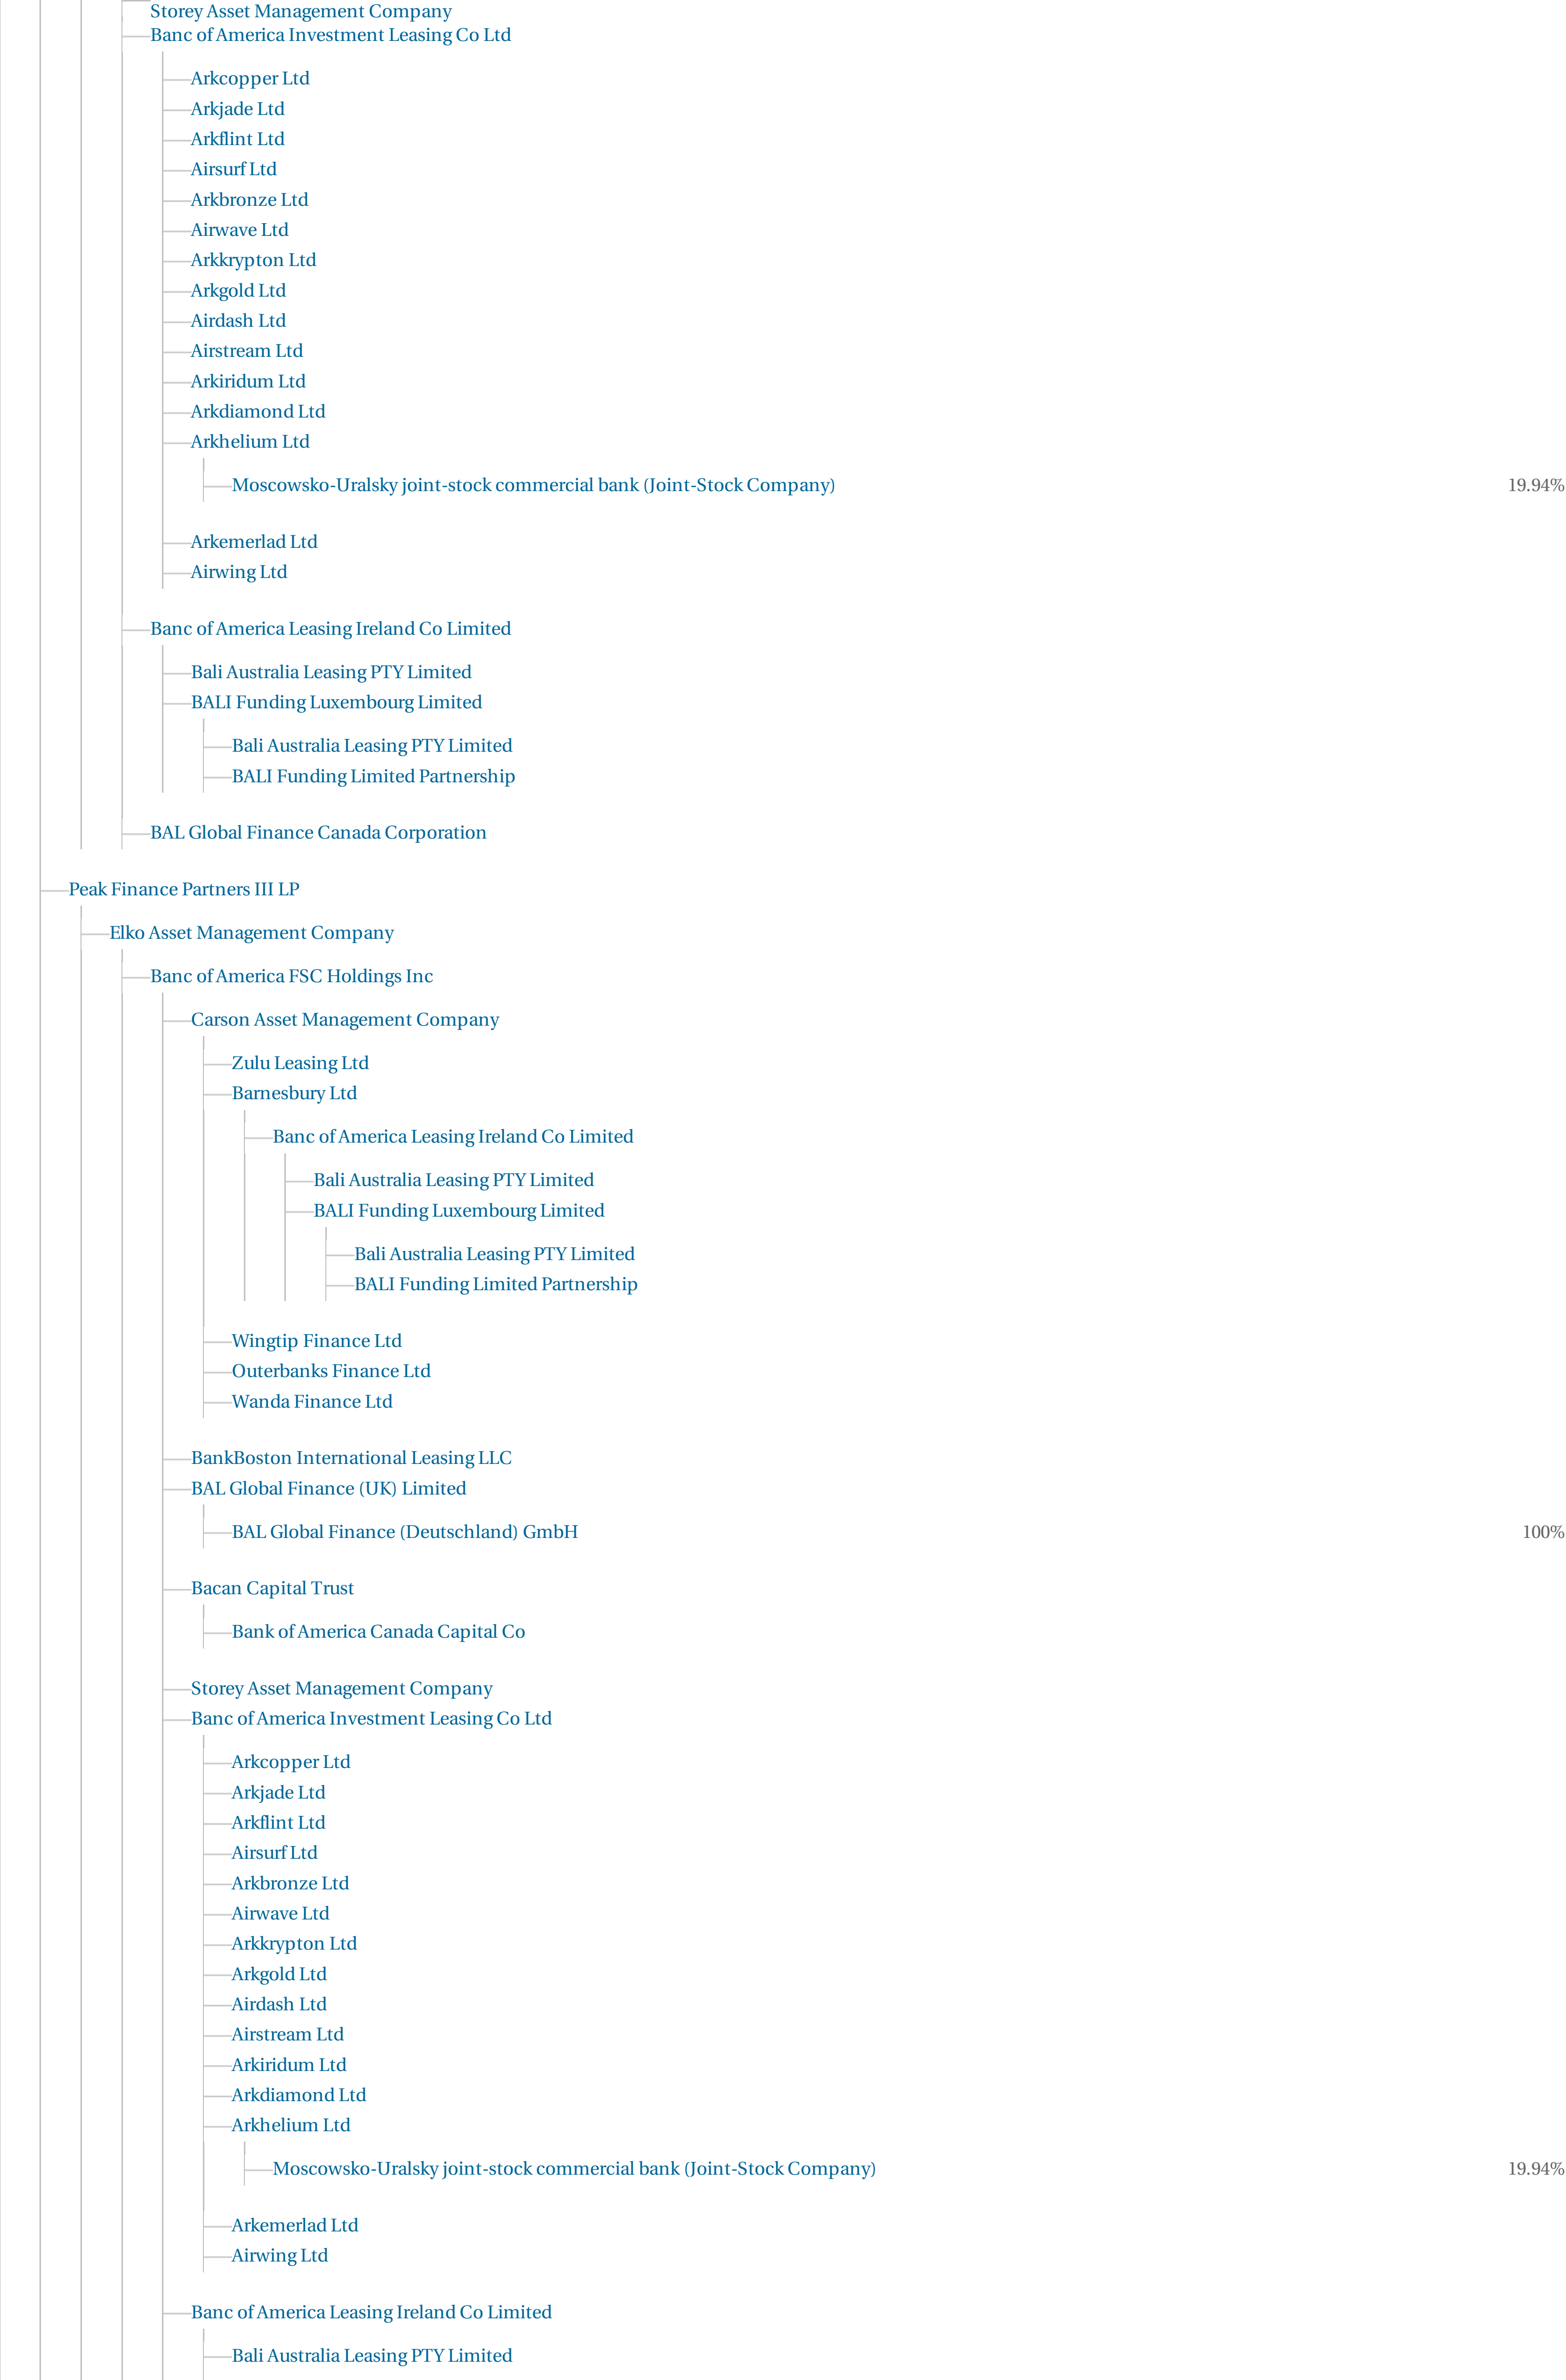 Storey Asset Management Company
Banc of America Investment Leasing Co Ltd
Arkcopper Ltd
Arkjade Ltd
Arkflint Ltd
Airsurf Ltd
Arkbronze Ltd
Airwave Ltd
Arkkrypton Ltd
Arkgold Ltd
Airdash Ltd
Airstream Ltd
Arkiridum Ltd
Arkdiamond Ltd
Arkhelium Ltd
Moscowsko-Uralsky joint-stock commercial bank (Joint-Stock Company) 19.94%
Arkemerlad Ltd
Airwing Ltd
Banc of America Leasing Ireland Co Limited
Bali Australia Leasing PTY Limited
BALI Funding Luxembourg Limited
Bali Australia Leasing PTY Limited
BALI Funding Limited Partnership
BAL Global Finance Canada Corporation
Peak Finance Partners III LP
Elko Asset Management Company
Banc of America FSC Holdings Inc
Carson Asset Management Company
Zulu Leasing Ltd
Barnesbury Ltd
Banc of America Leasing Ireland Co Limited
Bali Australia Leasing PTY Limited
BALI Funding Luxembourg Limited
Bali Australia Leasing PTY Limited
BALI Funding Limited Partnership
Wingtip Finance Ltd
Outerbanks Finance Ltd
Wanda Finance Ltd
BankBoston International Leasing LLC
BAL Global Finance (UK) Limited
BAL Global Finance (Deutschland) GmbH 100%
Bacan Capital Trust
Bank of America Canada Capital Co
Storey Asset Management Company
Banc of America Investment Leasing Co Ltd
Arkcopper Ltd
Arkjade Ltd
Arkflint Ltd
Airsurf Ltd
Arkbronze Ltd
Airwave Ltd
Arkkrypton Ltd
Arkgold Ltd
Airdash Ltd
Airstream Ltd
Arkiridum Ltd
Arkdiamond Ltd
Arkhelium Ltd
Moscowsko-Uralsky joint-stock commercial bank (Joint-Stock Company) 19.94%
Arkemerlad Ltd
Airwing Ltd
Banc of America Leasing Ireland Co Limited
Bali Australia Leasing PTY Limited